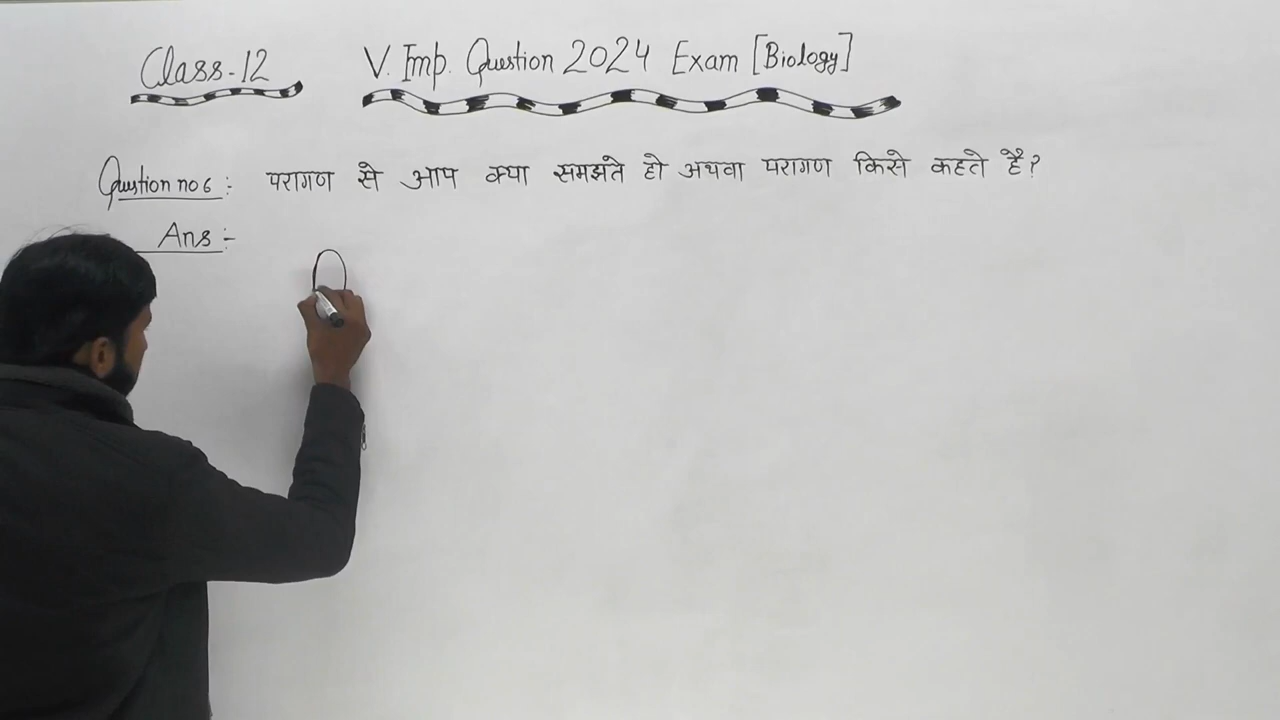 Class-12 V. Imp. Question 2024 Exam [Biology]
Question no 6 :- परागण से आप क्या समझते हो अथवा परागण किसे कहते है?
Ans :-